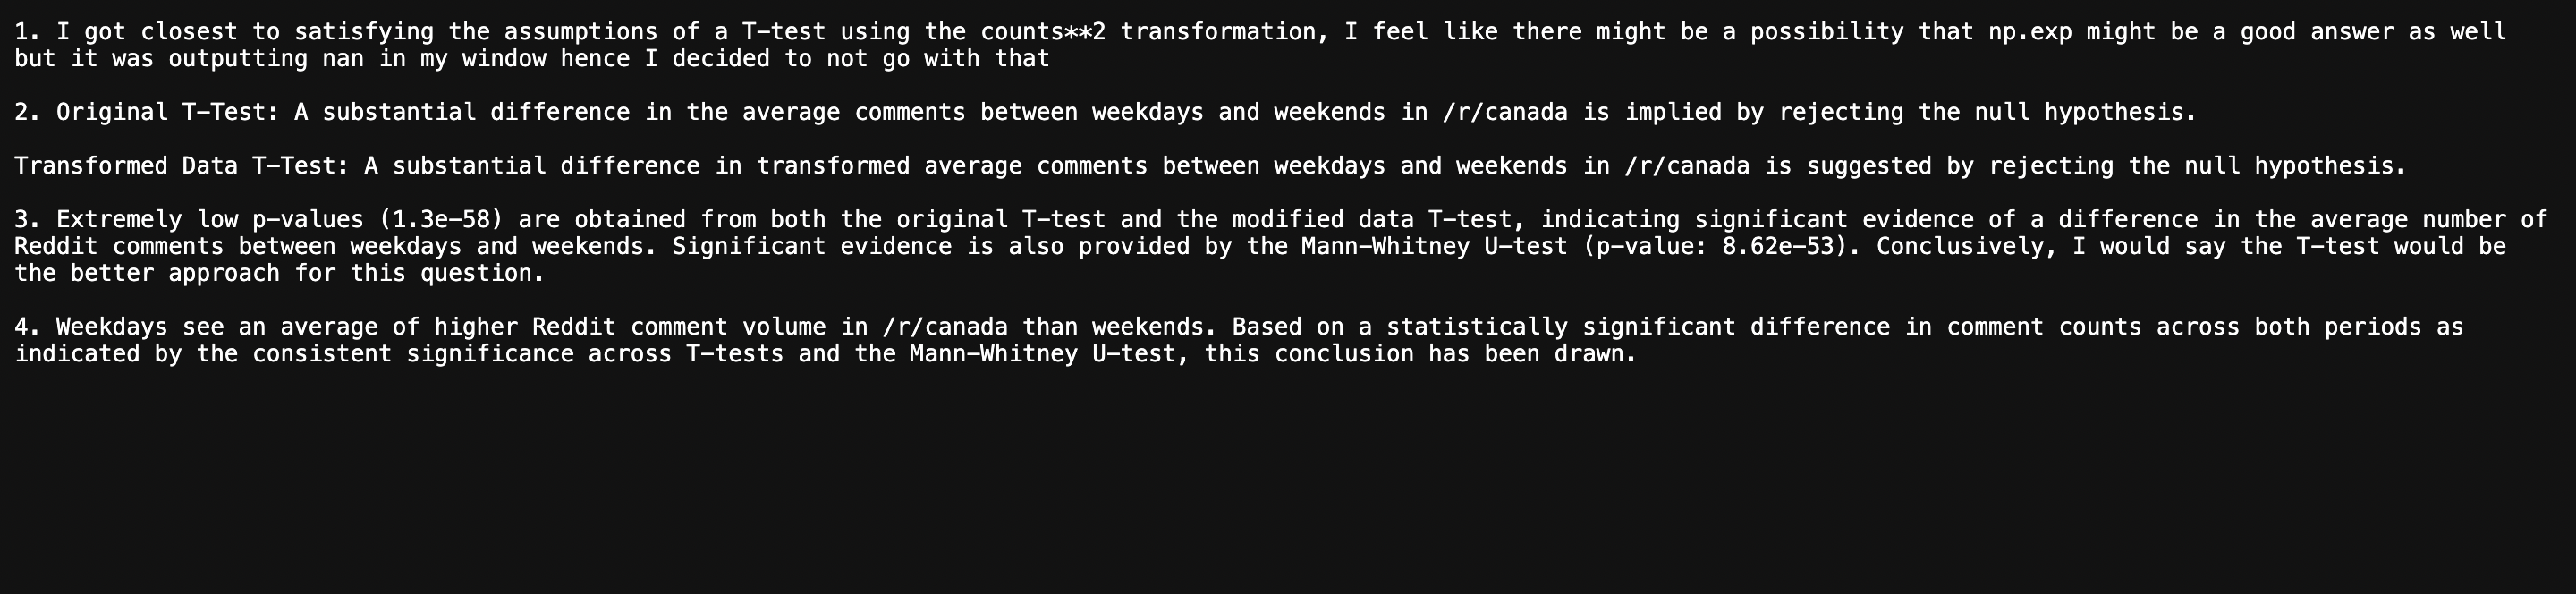 1. I got closest to satisfying the assumptions of a T-test using the counts**2 transformation, I feel like there might be a possibility that np.exp might be a good answer as well
but it was outputting nan in my window hence I decided to not go with that
2. Original T-Test: A substantial difference in the average comments between weekdays and weekends in /r/canada is implied by rejecting the null hypothesis.
Transformed Data T-Test: A substantial difference in transformed average comments between weekdays and weekends in /r/canada is suggested by rejecting the null hypothesis.
3. Extremely low p-values (1.3e-58) are obtained from both the original T-test and the modified data T-test, indicating significant evidence of a difference in the average number of
Reddit comments between weekdays and weekends. Significant evidence is also provided by the Mann-Whitney U-test (p-value: 8.62e-53). Conclusively, I would say the T-test would be
the better approach for this question.
4. Weekdays see an average of higher Reddit comment volume in /r/canada than weekends. Based on a statistically significant difference in comment counts across both periods as
indicated by the consistent significance across T-tests and the Mann-Whitney U-test, this conclusion has been drawn.